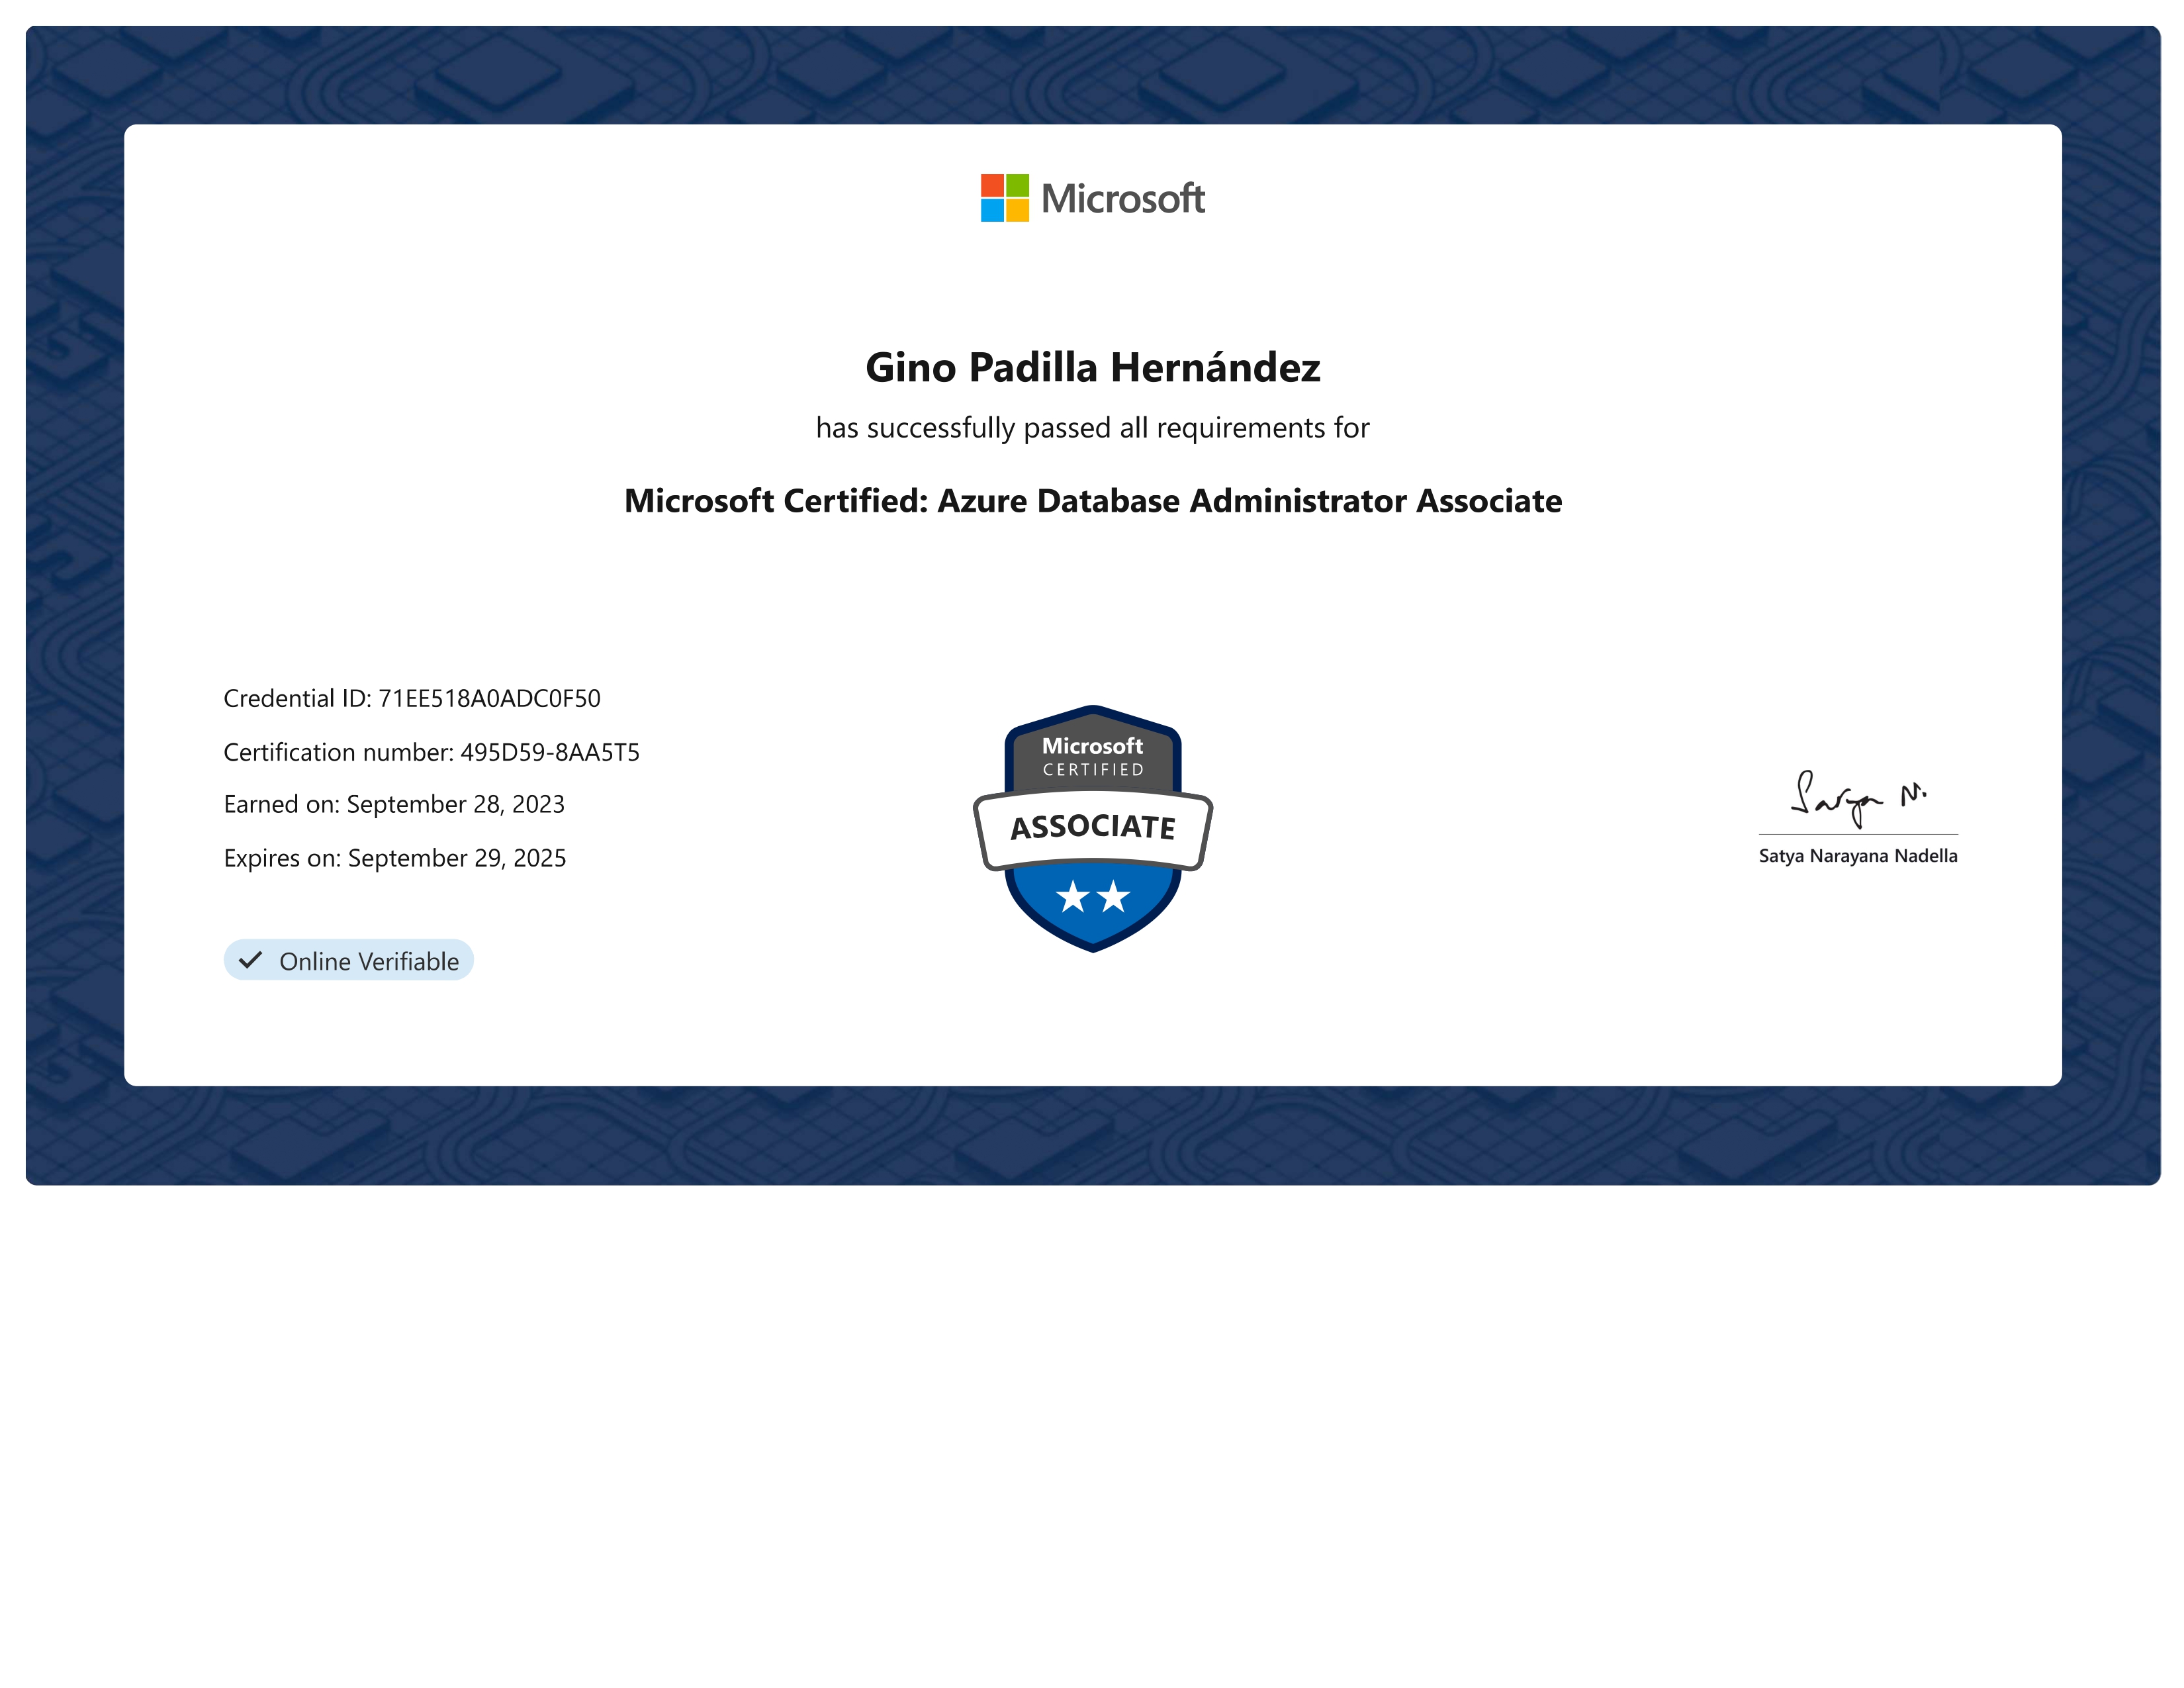 Microsoft
Gino Padilla Hernández
has successfully passed all requirements for
Microsoft Certified: Azure Database Administrator Associate
Credential ID: 71EE518A0ADC0F50
Certification number: 495D59-8AA5T5
Earned on: September 28, 2023
Expires on: September 29, 2025
Online Verifiable
Microsoft
CERTIFIED
ASSOCIATE
Satya N.
Satya Narayana Nadella